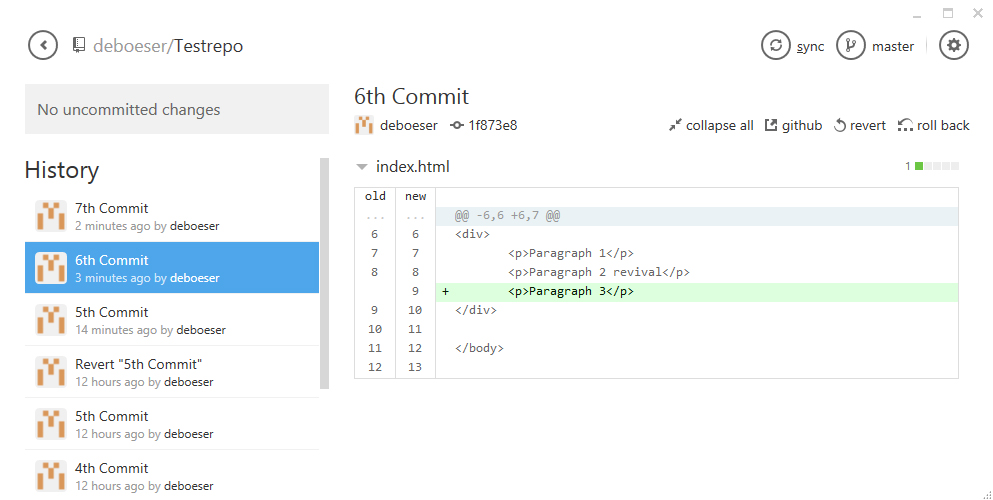 deboeser/Testrepo
sync
master
No uncommitted changes
History
7th Commit
2 minutes ago by deboeser
6th Commit
3 minutes ago by deboeser
5th Commit
14 minutes ago by deboeser
Revert "5th Commit"
12 hours ago by deboeser
5th Commit
12 hours ago by deboeser
4th Commit
12 hours ago by deboeser
6th Commit
deboeser 1f873e8
collapse all github revert roll back
index.html 1
old new
... ... @@ -6,6 +6,7 @@
6 6 <div>
7 7 <p>Paragraph 1</p>
8 8 <p>Paragraph 2 revival</p>
9 + <p>Paragraph 3</p>
9 10 </div>
10 11
11 12 </body>
12 13